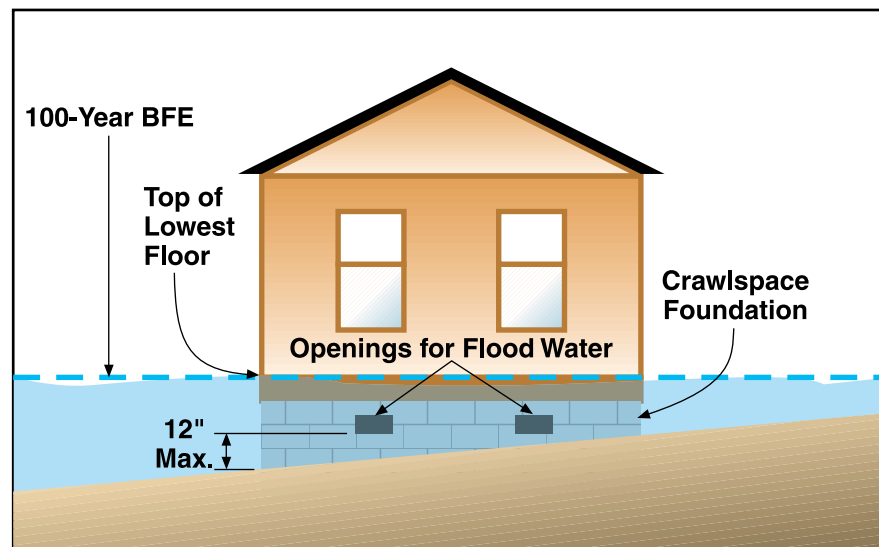 100-Year BFE
Top of
Lowest
Floor
Crawlspace
Foundation
Openings for Flood Water
12"
Max.